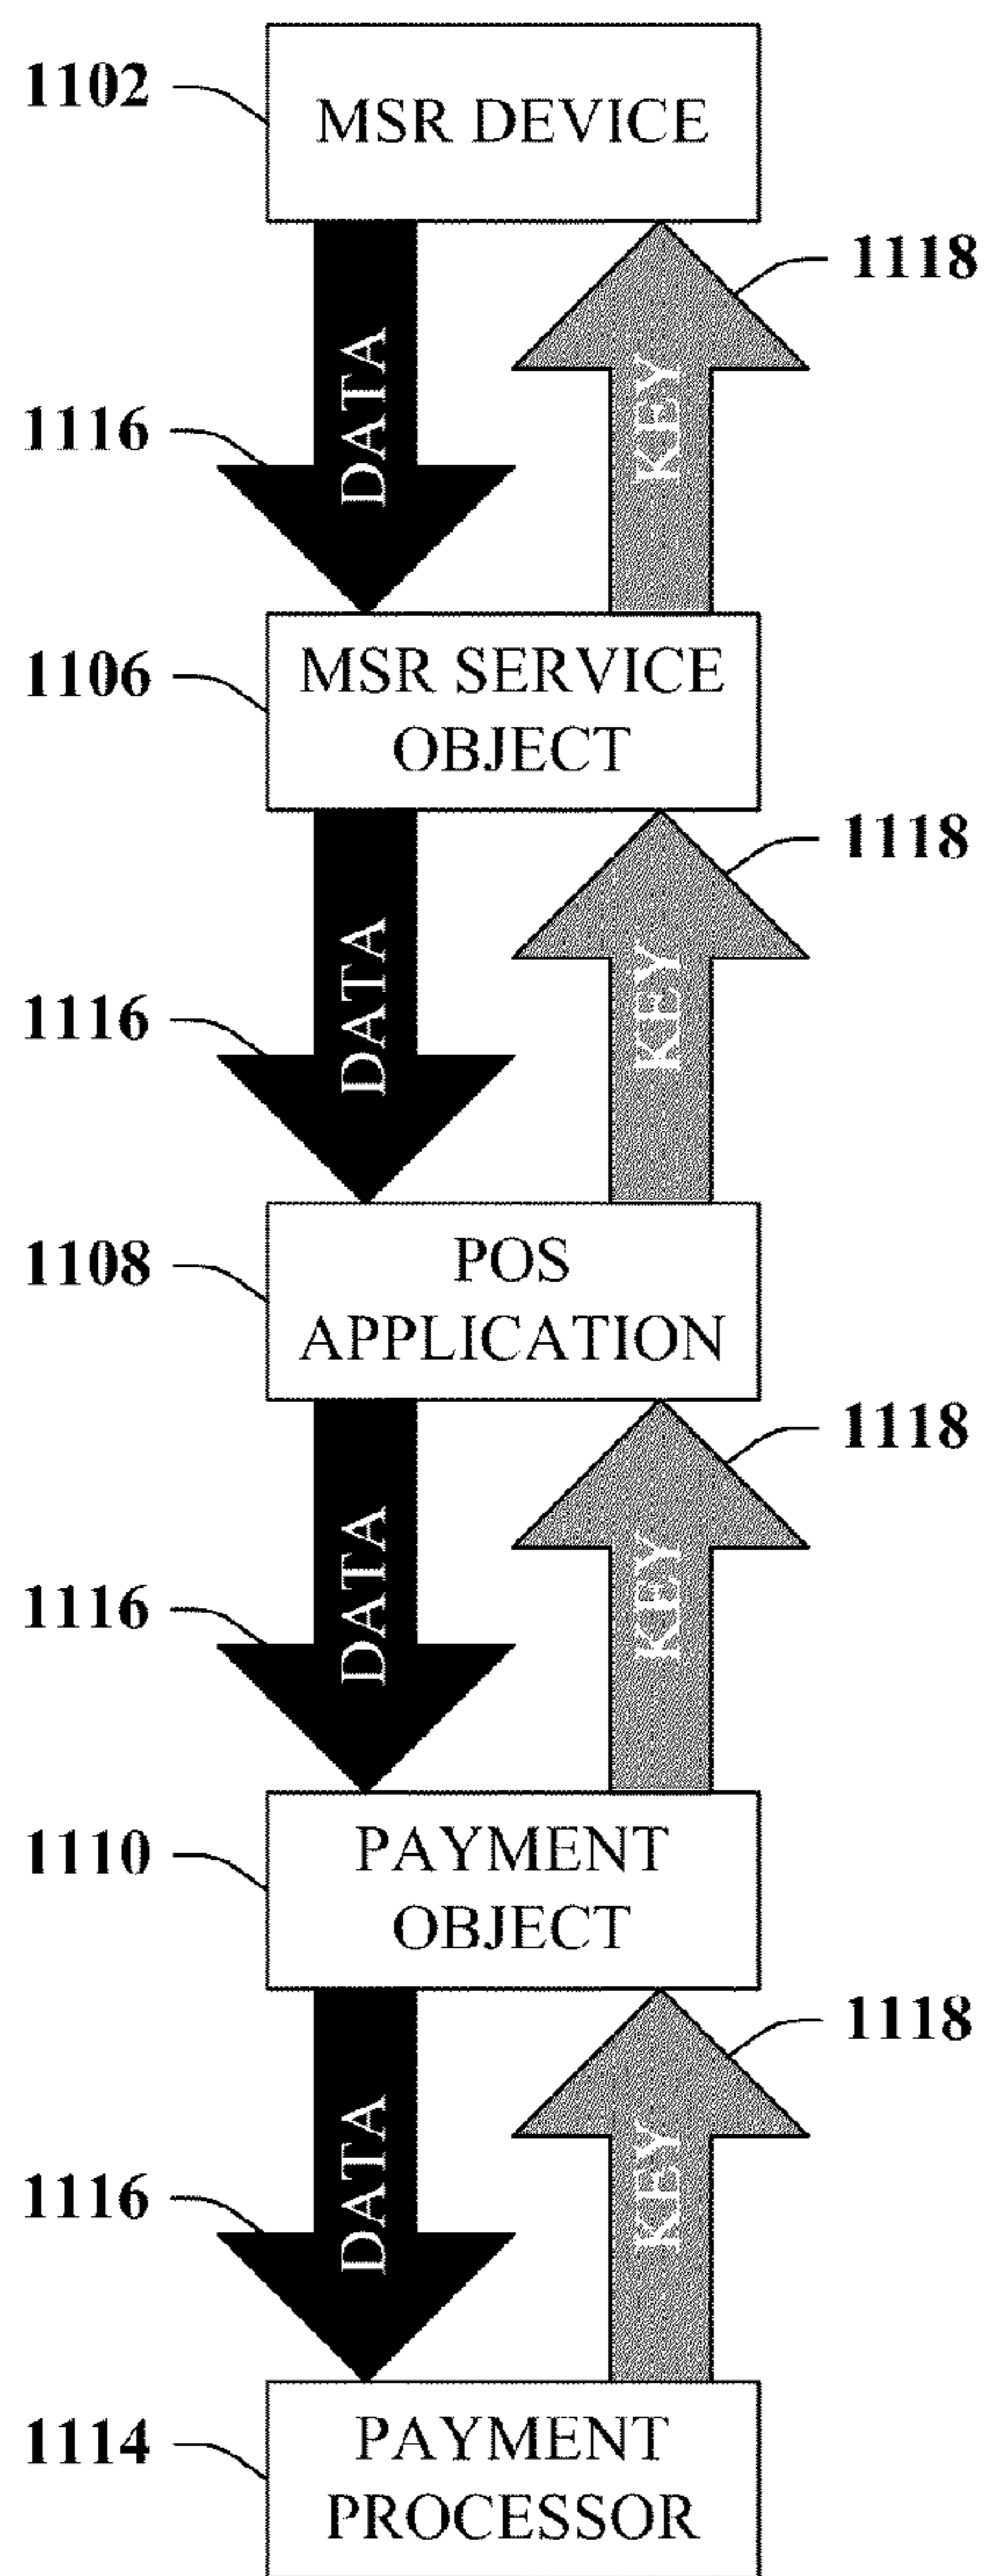 1102
MSR DEVICE
1118
DATA
KEY
1116
1106
MSR SERVICE
OBJECT
1118
DATA
KEY
1116
1108
POS
APPLICATION
1118
DATA
KEY
1116
1110
PAYMENT
OBJECT
1118
DATA
KEY
1116
1114
PAYMENT
PROCESSOR